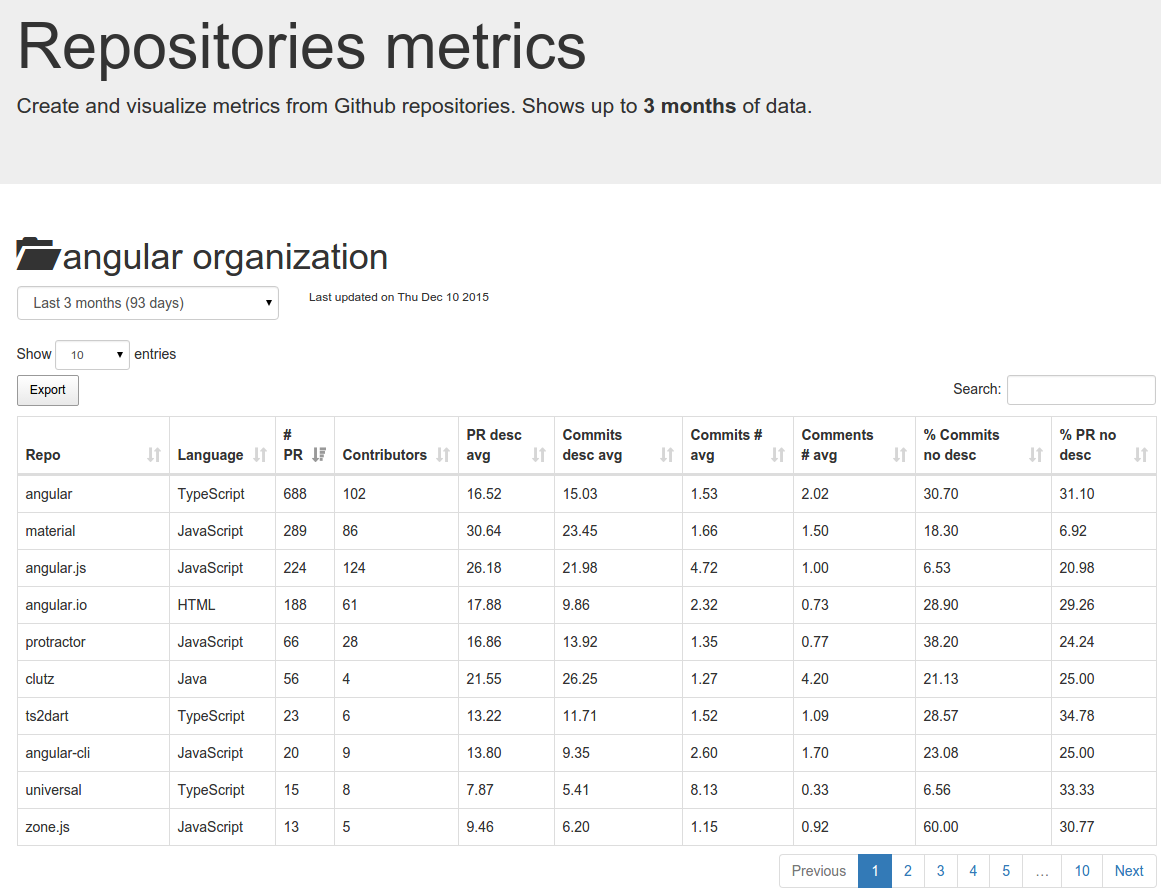 Repositories metrics
Create and visualize metrics from Github repositories. Shows up to 3 months of data.
angular organization
Last 3 months (93 days) Last updated on Thu Dec 10 2015
Show 10 entries
Export Search:
Repo Language # PR Contributors PR desc avg Commits desc avg Commits # avg Comments # avg % Commits no desc % PR no desc
angular TypeScript 688 102 16.52 15.03 1.53 2.02 30.70 31.10
material JavaScript 289 86 30.64 23.45 1.66 1.50 18.30 6.92
angular.js JavaScript 224 124 26.18 21.98 4.72 1.00 6.53 20.98
angular.io HTML 188 61 17.88 9.86 2.32 0.73 28.90 29.26
protractor JavaScript 66 28 16.86 13.92 1.35 0.77 38.20 24.24
clutz Java 56 4 21.55 26.25 1.27 4.20 21.13 25.00
ts2dart TypeScript 23 6 13.22 11.71 1.52 1.09 28.57 34.78
angular-cli JavaScript 20 9 13.80 9.35 2.60 1.70 23.08 25.00
universal TypeScript 15 8 7.87 5.41 8.13 0.33 6.56 33.33
zone.js JavaScript 13 5 9.46 6.20 1.15 0.92 60.00 30.77
Previous 1 2 3 4 5 … 10 Next